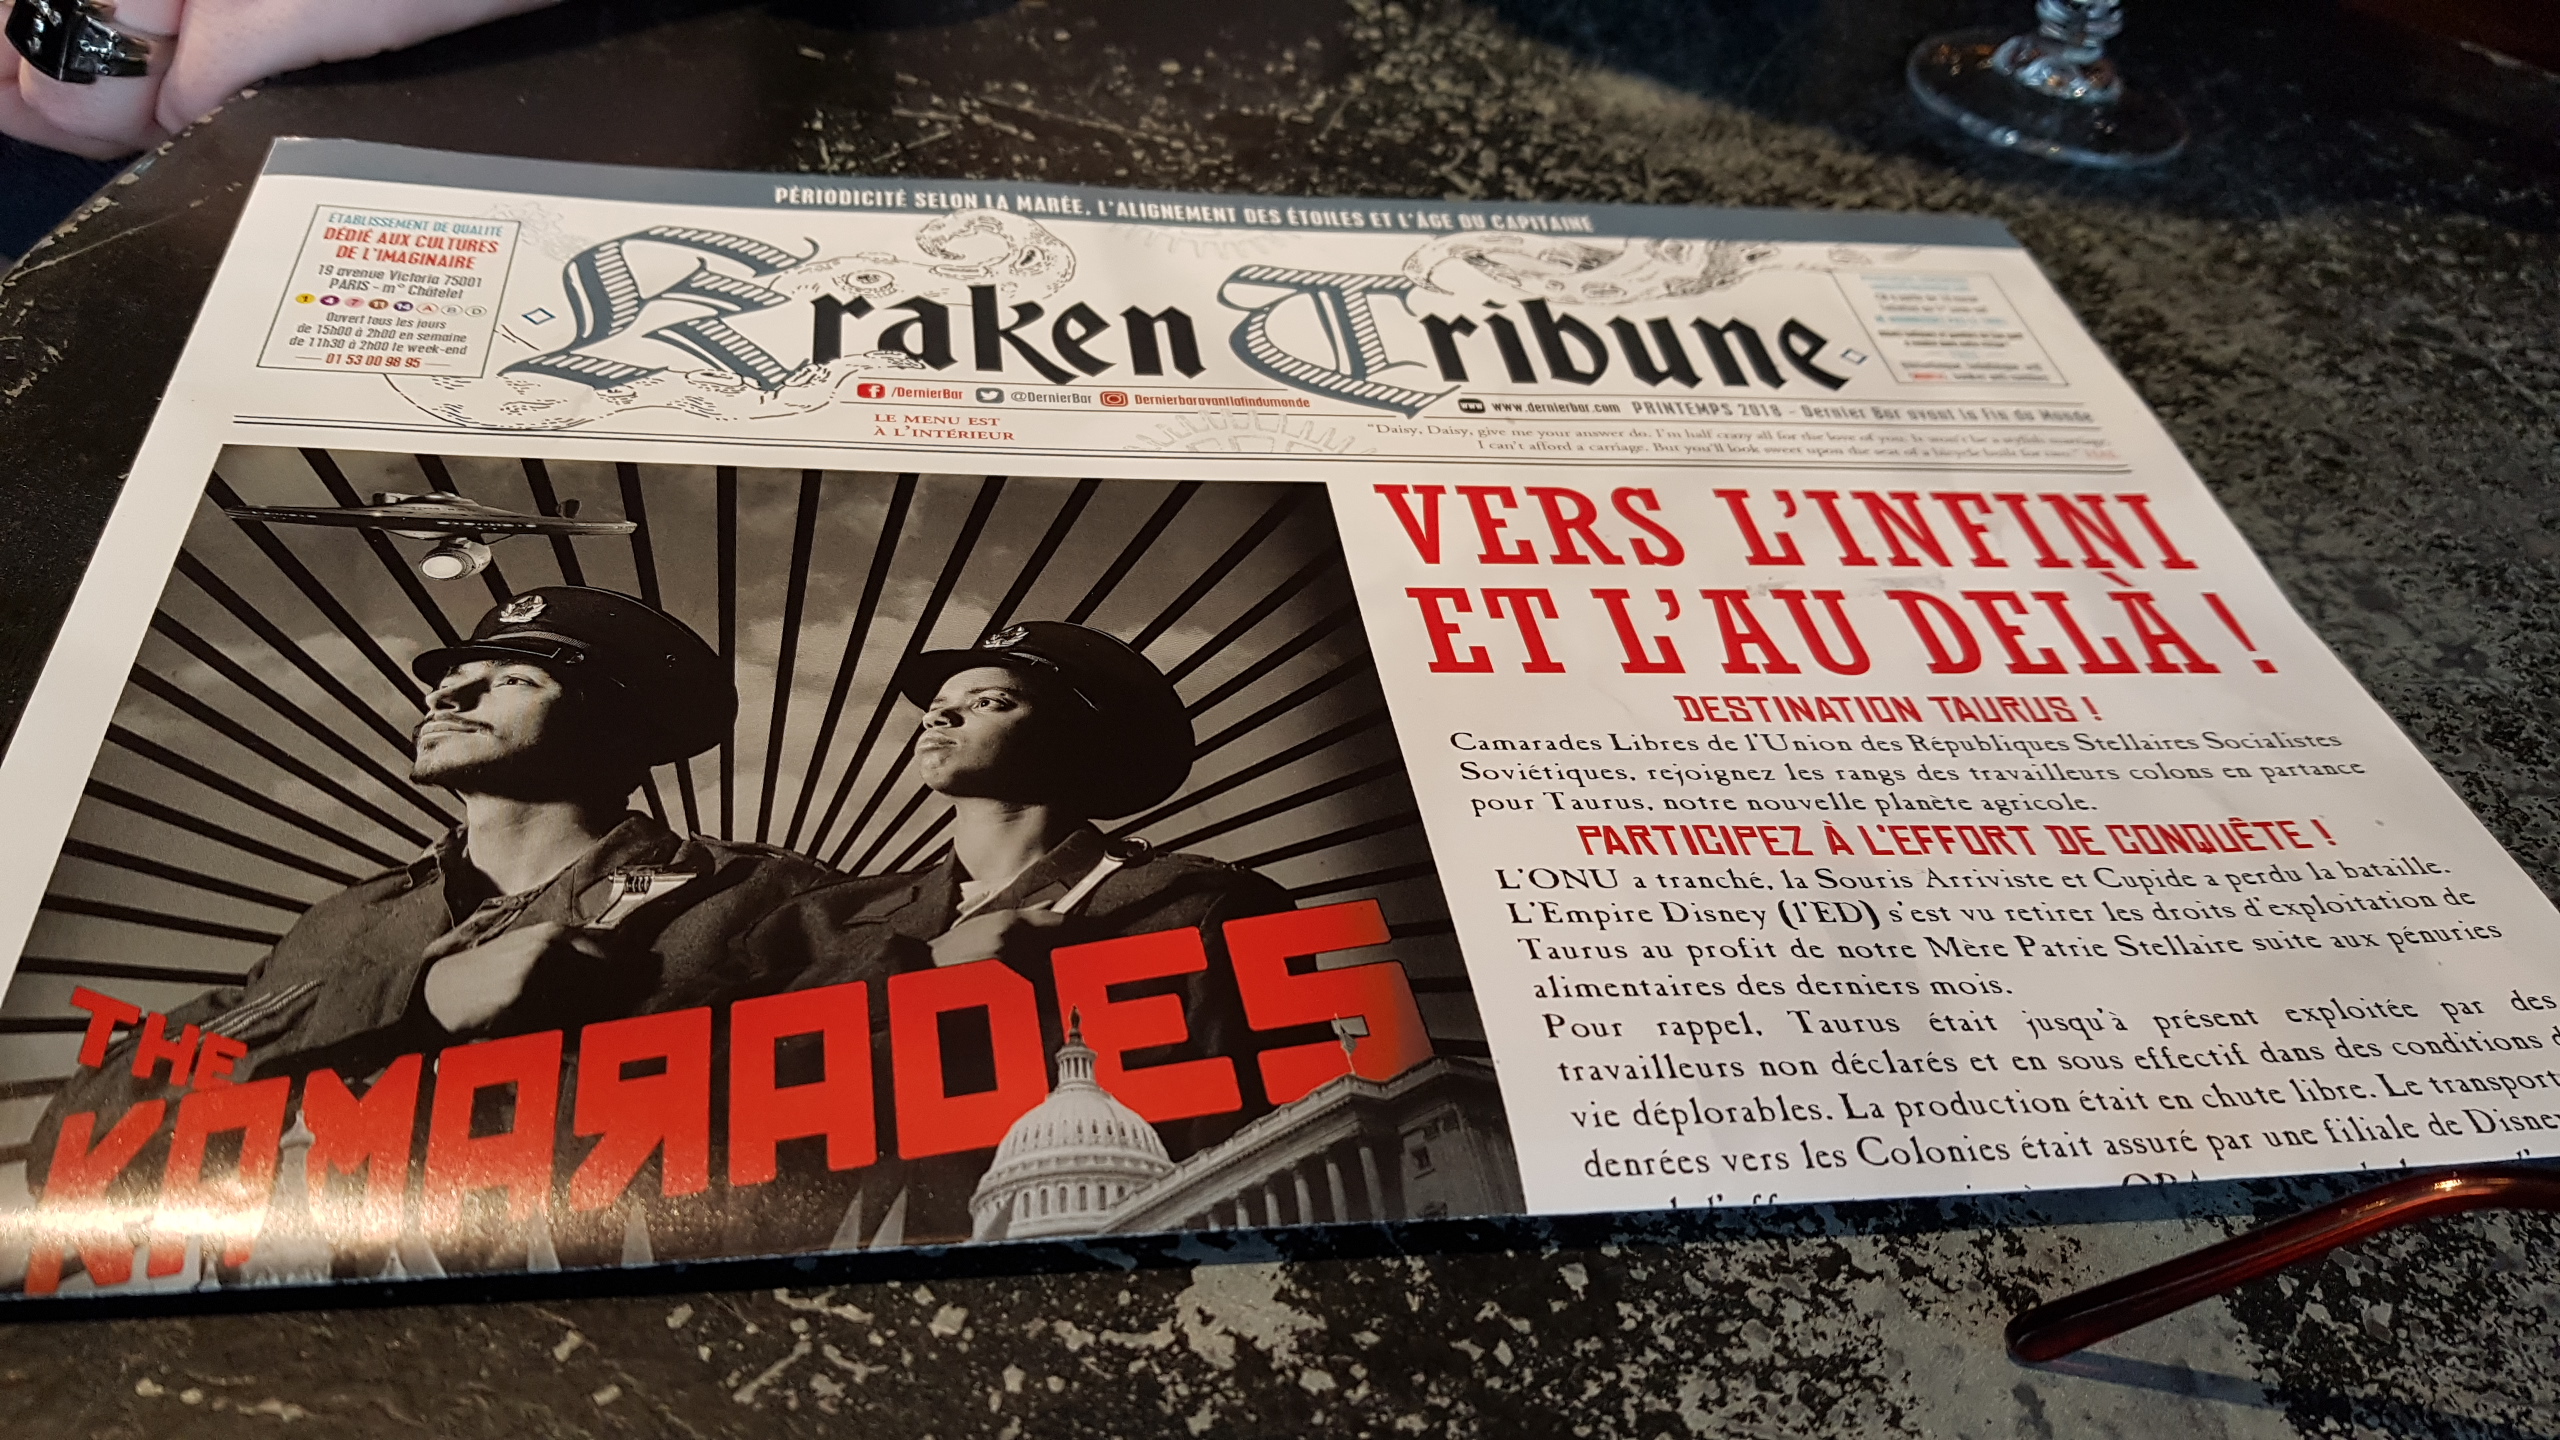 PÉRIODICITÉ SELON LA MARÉE, L'ALIGNEMENT DES ÉTOILES ET L'ÂGE DU CAPITAINE
ÉTABLISSEMENT DE QUALITÉ
DÉDIÉ AUX CULTURES
DE L'IMAGINAIRE
19 avenue Victoria 75001
PARIS - m° Châtelet
1 4 7 11 14 A B D
Ouvert tous les jours
de 15h00 à 2h00 en semaine
de 11h30 à 2h00 le week-end
01 53 00 98 95
Kraken Tribune
/DernierBar @DernierBar Dernierbaravantlafindumonde
www.dernierbar.com PRINTEMPS 2018 - Dernier Bar avant la fin du Monde
LE MENU EST
À L'INTÉRIEUR
"Daisy, Daisy, give me your answer do. I'm half crazy all for the love of you. It won't be a stylish marriage,
I can't afford a carriage. But you'll look sweet upon the seat of a bicycle built for two."
THE
KAMARADES
VERS L'INFINI
ET L'AU DELÀ !
DESTINATION TAURUS !
Camarades Libres de l'Union des Républiques Stellaires Socialistes
Soviétiques, rejoignez les rangs des travailleurs colons en partance
pour Taurus, notre nouvelle planète agricole.
PARTICIPEZ À L'EFFORT DE CONQUÊTE !
L'ONU a tranché, la Souris Arriviste et Cupide a perdu la bataille.
L'Empire Disney (l'ED) s'est vu retirer les droits d'exploitation de
Taurus au profit de notre Mère Patrie Stellaire suite aux pénuries
alimentaires des derniers mois.
Pour rappel, Taurus était jusqu'à présent exploitée par des
travailleurs non déclarés et en sous effectif dans des conditions d
vie déplorables. La production était en chute libre. Le transport
denrées vers les Colonies était assuré par une filiale de Disne